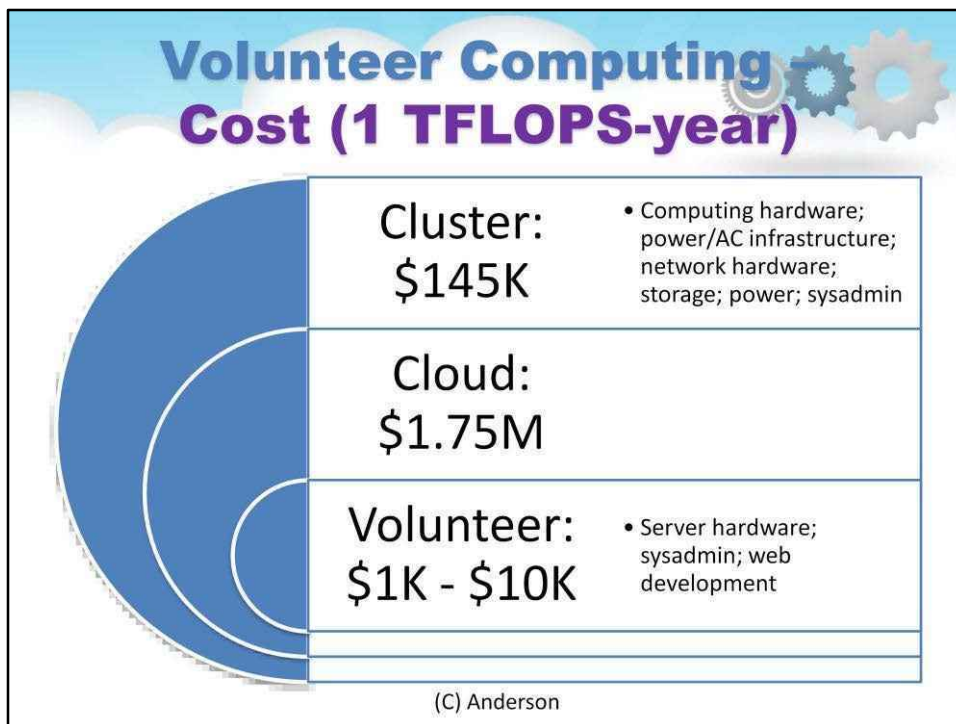 Volunteer Computing –
Cost (1 TFLOPS-year)
Cluster:
$145K
• Computing hardware;
power/AC infrastructure;
network hardware;
storage; power; sysadmin
Cloud:
$1.75M
Volunteer:
$1K - $10K
• Server hardware;
sysadmin; web
development
(C) Anderson